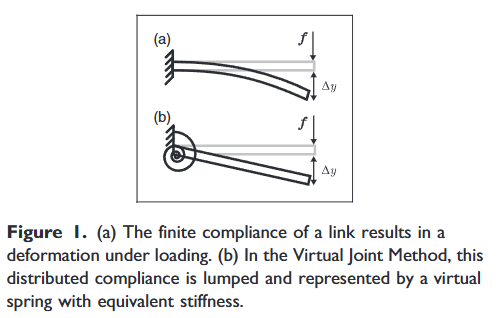 (a)
f
Δy
(b)
f
Δy
Figure 1. (a) The finite compliance of a link results in a
deformation under loading. (b) In the Virtual Joint Method, this
distributed compliance is lumped and represented by a virtual
spring with equivalent stiffness.